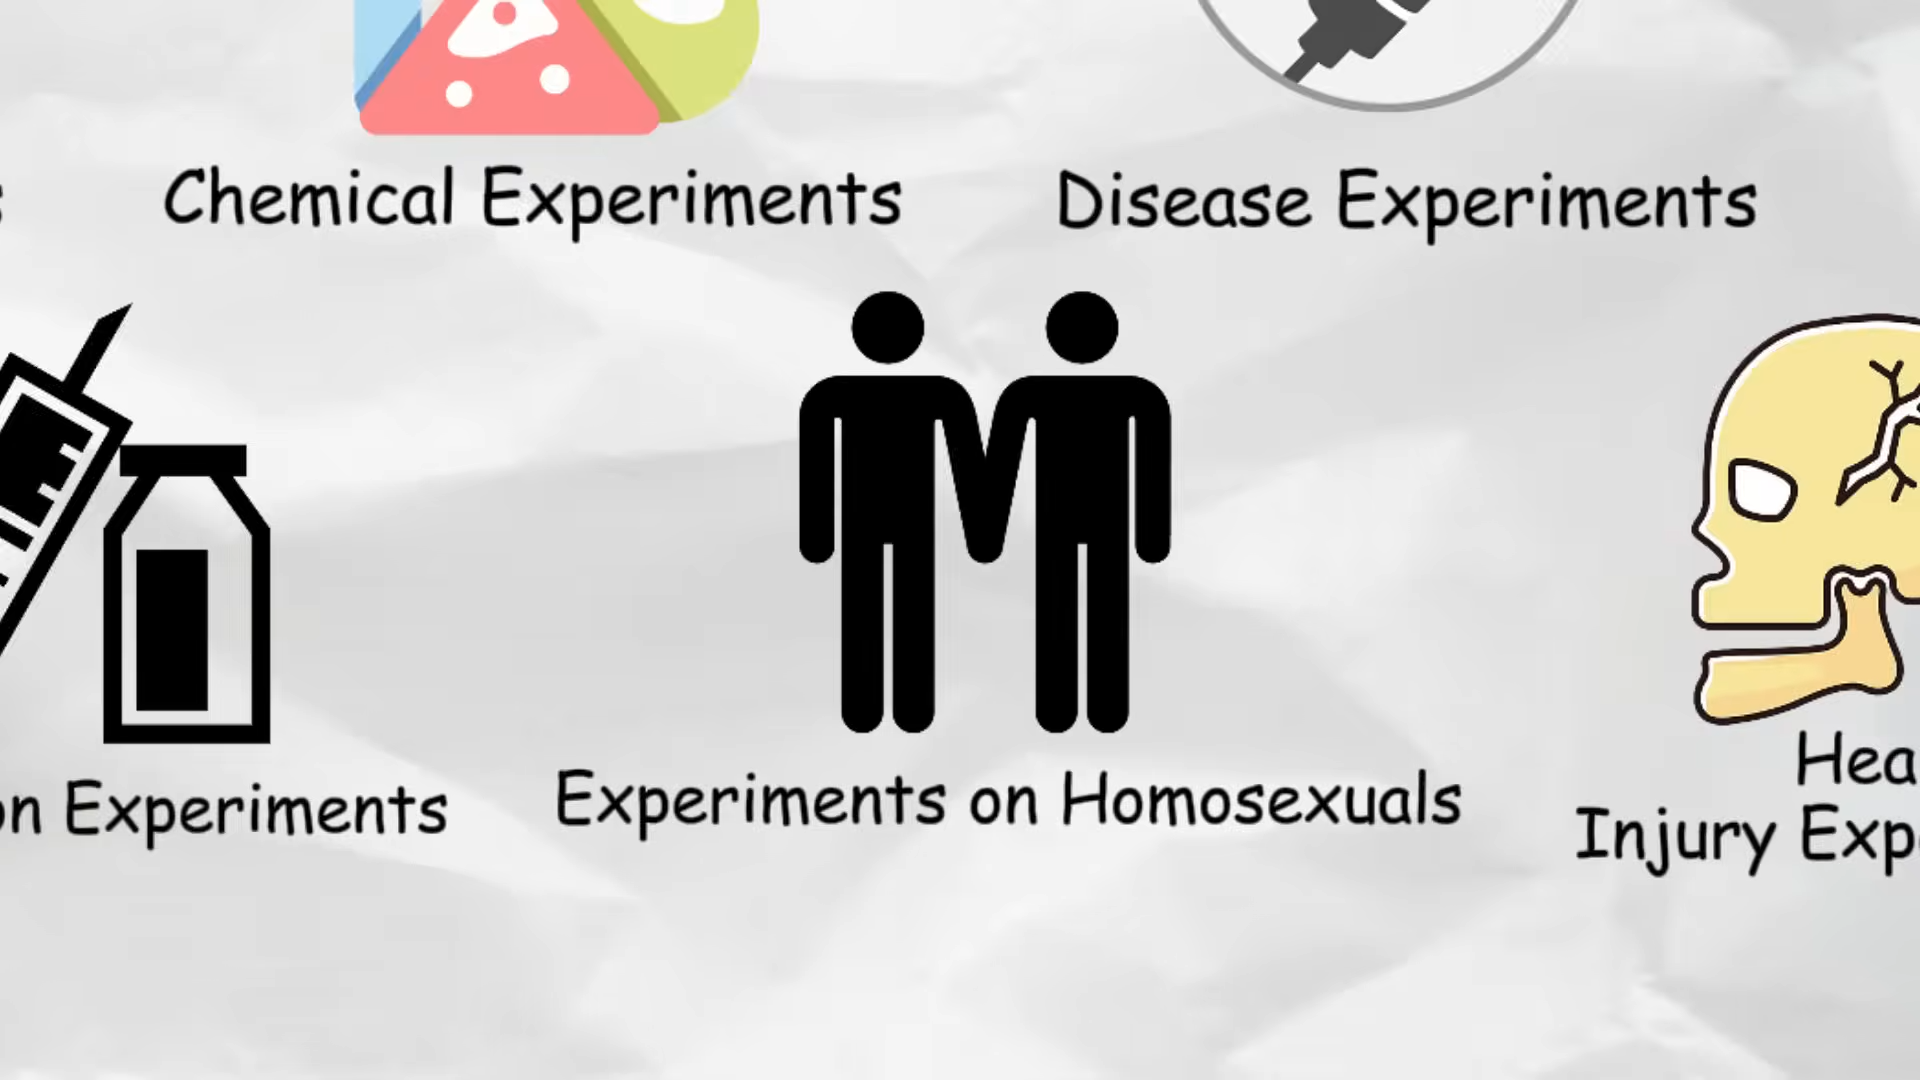 Chemical Experiments
Disease Experiments
Experiments
Experiments on Homosexuals
Injury